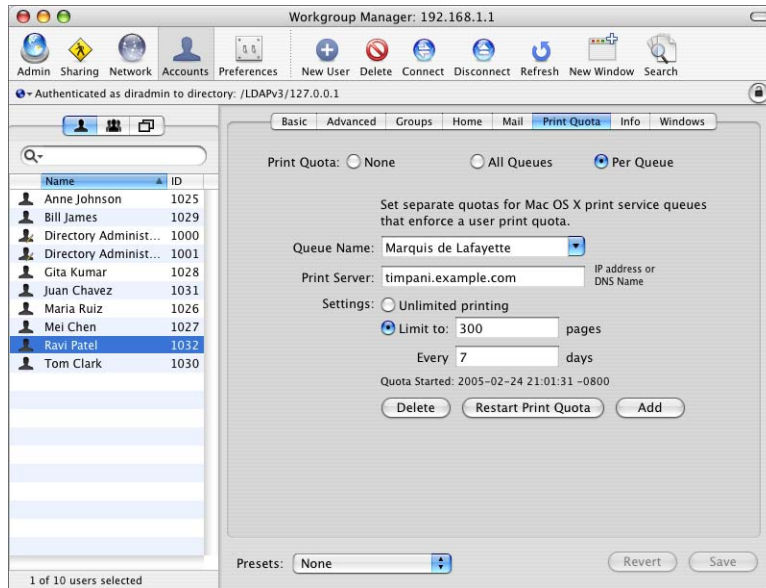 Workgroup Manager: 192.168.1.1
Admin Sharing Network Accounts Preferences New User Delete Connect Disconnect Refresh New Window Search
Authenticated as diradmin to directory: /LDAPv3/127.0.0.1
Basic Advanced Groups Home Mail Print Quota Info Windows
Name ID
Anne Johnson 1025
Bill James 1029
Directory Administ... 1000
Directory Administ... 1001
Gita Kumar 1028
Juan Chavez 1031
Maria Ruiz 1026
Mei Chen 1027
Ravi Patel 1032
Tom Clark 1030
1 of 10 users selected
Print Quota: None All Queues Per Queue
Set separate quotas for Mac OS X print service queues
that enforce a user print quota.
Queue Name: Marquis de Lafayette
Print Server: timpani.example.com IP address or
DNS Name
Settings: Unlimited printing
Limit to: 300 pages
Every 7 days
Quota Started: 2005-02-24 21:01:31 -0800
Delete Restart Print Quota Add
Presets: None Revert Save